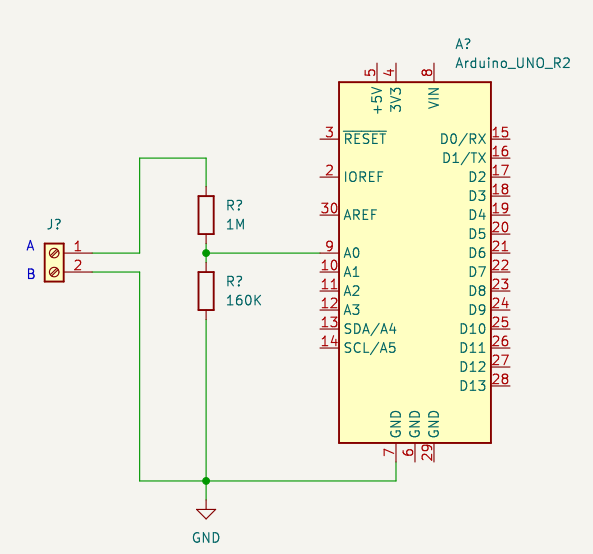 A?
Arduino_UNO_R2
5
4
8
+5V
3V3
VIN
3
RESET
D0/RX
15
D1/TX
16
2
IOREF
D2
17
D3
18
30
AREF
D4
19
D5
20
9
A0
D6
21
10
A1
D7
22
11
A2
D8
23
12
A3
D9
24
13
SDA/A4
D10
25
14
SCL/A5
D11
26
D12
27
D13
28
GND
GND
GND
7
6
29
J?
A
1
B
2
R?
1M
R?
160K
GND